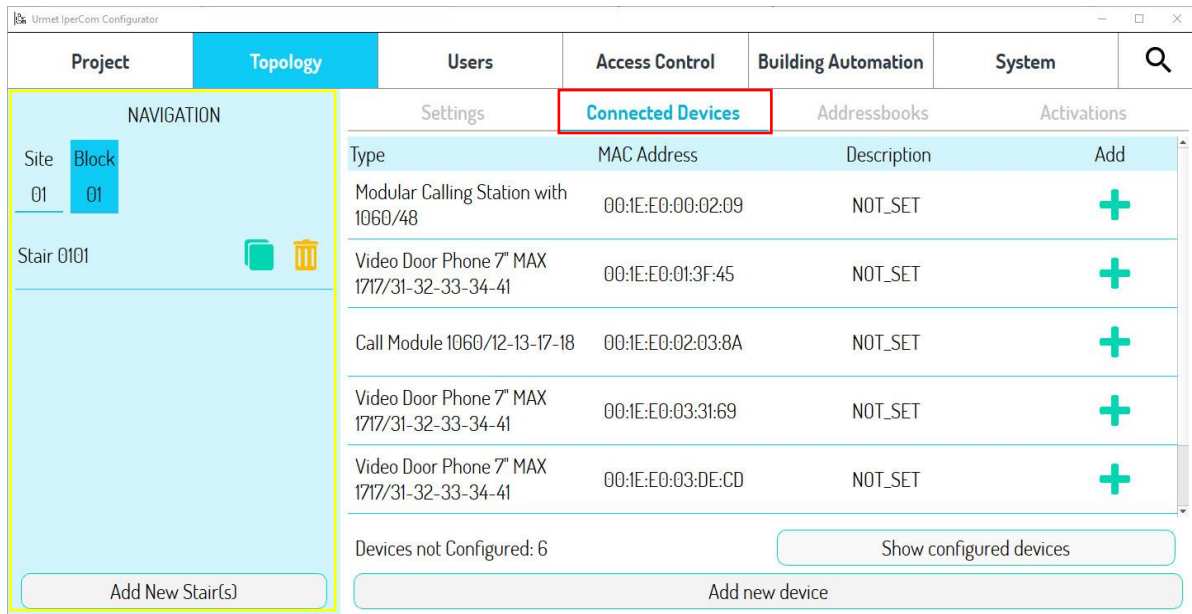 Urmet IperCom Configurator
Project Topology Users Access Control Building Automation System
NAVIGATION
Site Block
01 01
Stair 0101
Add New Stair(s)
Settings Connected Devices Addressbooks Activations
Type MAC Address Description Add
Modular Calling Station with
1060/48 00:1E:E0:00:02:09 NOT_SET
Video Door Phone 7" MAX
1717/31-32-33-34-41 00:1E:E0:01:3F:45 NOT_SET
Call Module 1060/12-13-17-18 00:1E:E0:02:03:8A NOT_SET
Video Door Phone 7" MAX
1717/31-32-33-34-41 00:1E:E0:03:31:69 NOT_SET
Video Door Phone 7" MAX
1717/31-32-33-34-41 00:1E:E0:03:DE:CD NOT_SET
Devices not Configured: 6 Show configured devices
Add new device